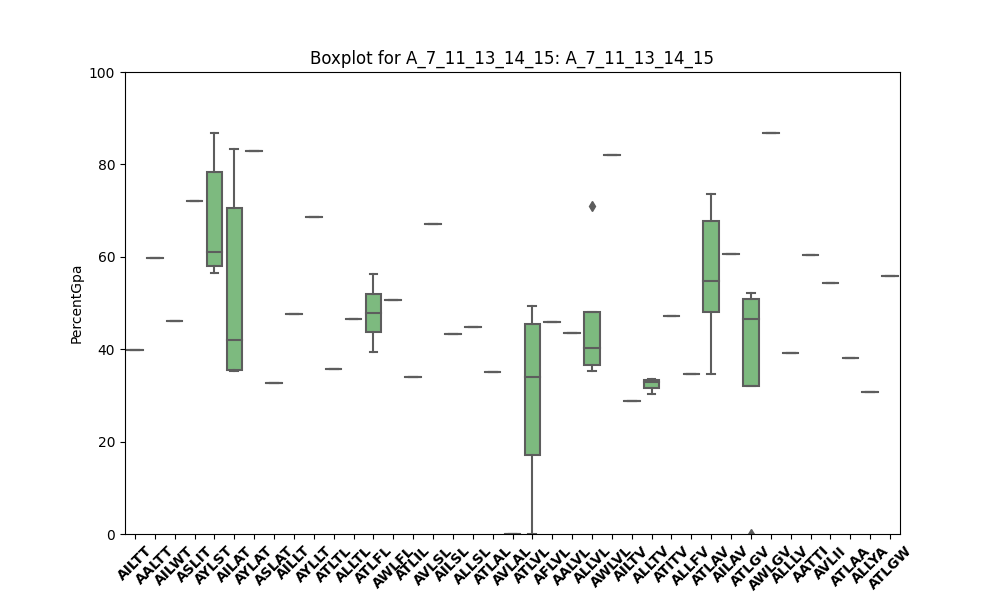 Boxplot for A_7_11_13_14_15: A_7_11_13_14_15
100
80
60
40
20
0
PercentGpa
AILTT
AALTT
AILWT
ASLIT
AYLST
AILAT
AYLAT
ASLAT
AILLT
AYLLT
ATLTL
ALLTL
ATLFL
AWLFL
ATLIL
AVLSL
AILSL
ALLSL
ATLAL
AVLAL
ATILVL
AFLVL
AALVL
ALLVL
AWLVL
AILTV
ALLTV
ATITV
ALLFV
ATLAV
AILAV
ATLGV
AWLGV
ALLLV
AATTI
AVLII
ATLAA
ALLYA
ATLGW